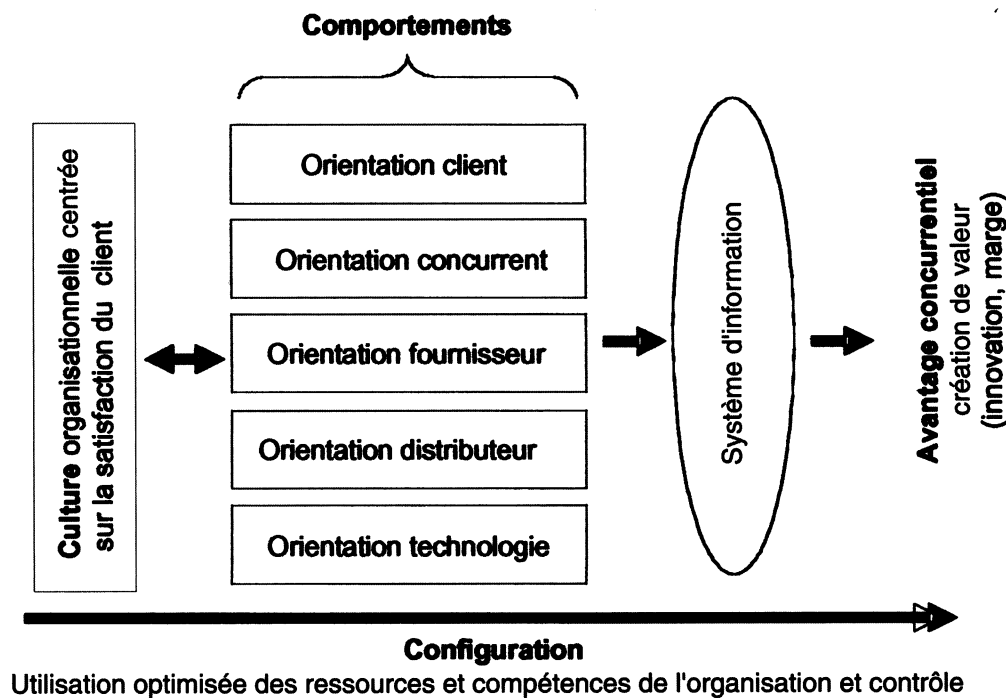 Comportements
Culture organisationnelle centrée
sur la satisfaction du client
Orientation client
Orientation concurrent
Orientation fournisseur
Orientation distributeur
Orientation technologie
Système d'information
Avantage concurrentiel
création de valeur
(innovation, marge)
Configuration
Utilisation optimisée des ressources et compétences de l'organisation et contrôle